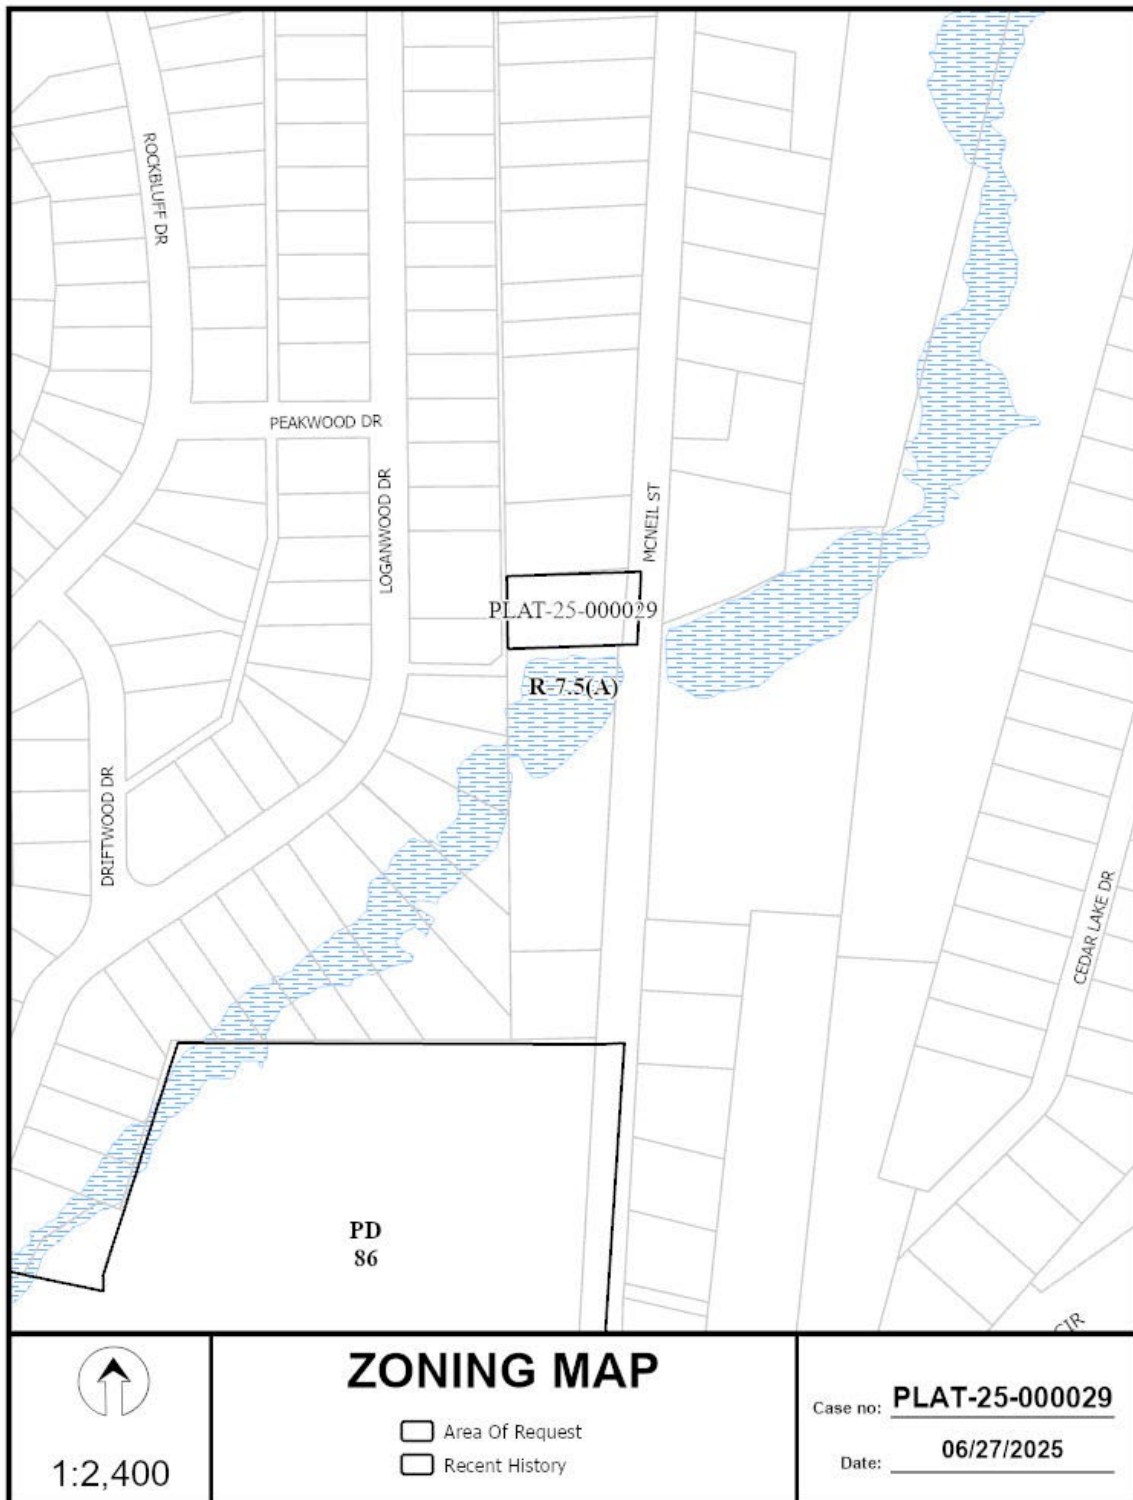 ROCKBLUFF DR
PEAKWOOD DR
LOGANWOOD DR
MCNEIL ST
PLAT-25-000029
R-7.5(A)
DRIFTWOOD DR
CEDAR LAKE DR
PD
86
CIR
1:2,400
ZONING MAP
Area Of Request
Recent History
Case no: PLAT-25-000029
Date: 06/27/2025